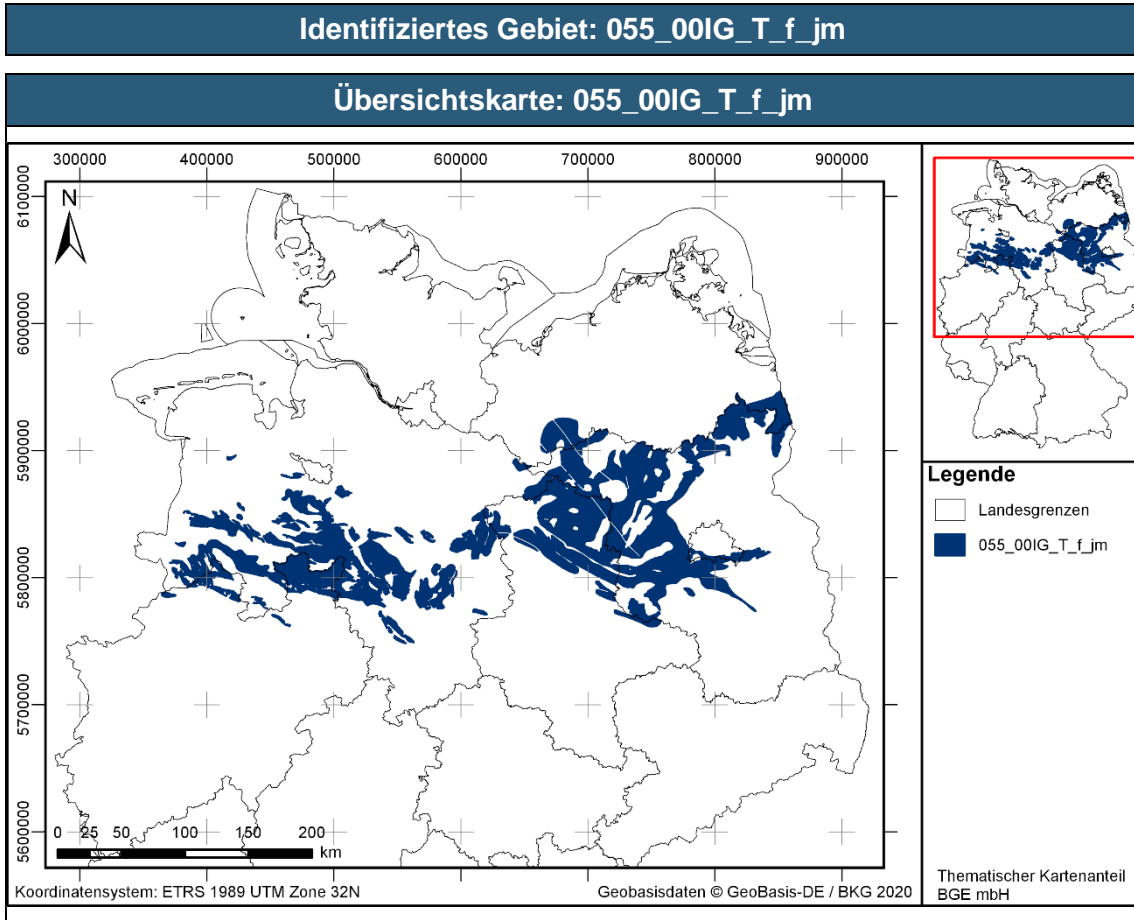 Identifiziertes Gebiet: 055_00IG_T_f_jm
Übersichtskarte: 055_00IG_T_f_jm
300000 400000 500000 600000 700000 800000 900000
6100000
N
6000000
5900000
5800000
5700000
5600000
0 25 50 100 150 200
km
Koordinatensystem: ETRS 1989 UTM Zone 32N
Geobasisdaten © GeoBasis-DE / BKG 2020
Legende
Landesgrenzen
055_00IG_T_f_jm
Thematischer Kartenanteil
BGE mbH